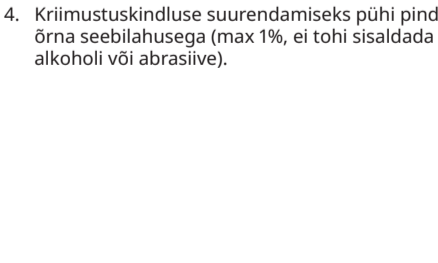 4. Kriimustuskindluse suurendamiseks pühi pind
õrna seebilahusega (max 1%, ei tohi sisaldada
alkoholi või abrasiive).